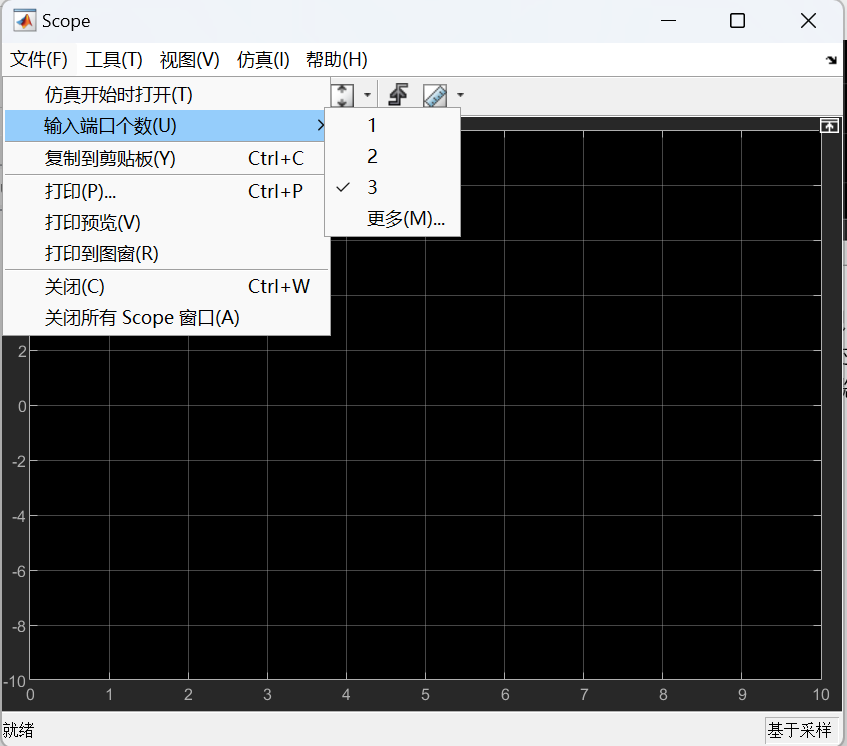 Scope
文件(F) 工具(T) 视图(V) 仿真(I) 帮助(H)
仿真开始时打开(T)
输入端口个数(U)
复制到剪贴板(Y) Ctrl+C
打印(P)... Ctrl+P
打印预览(V)
打印到图窗(R)
关闭(C) Ctrl+W
关闭所有 Scope 窗口(A)
1
2
3
更多(M)...
2
0
-2
-4
-6
-8
-10
0 1 2 3 4 5 6 7 8 9 10
就绪 基于采样